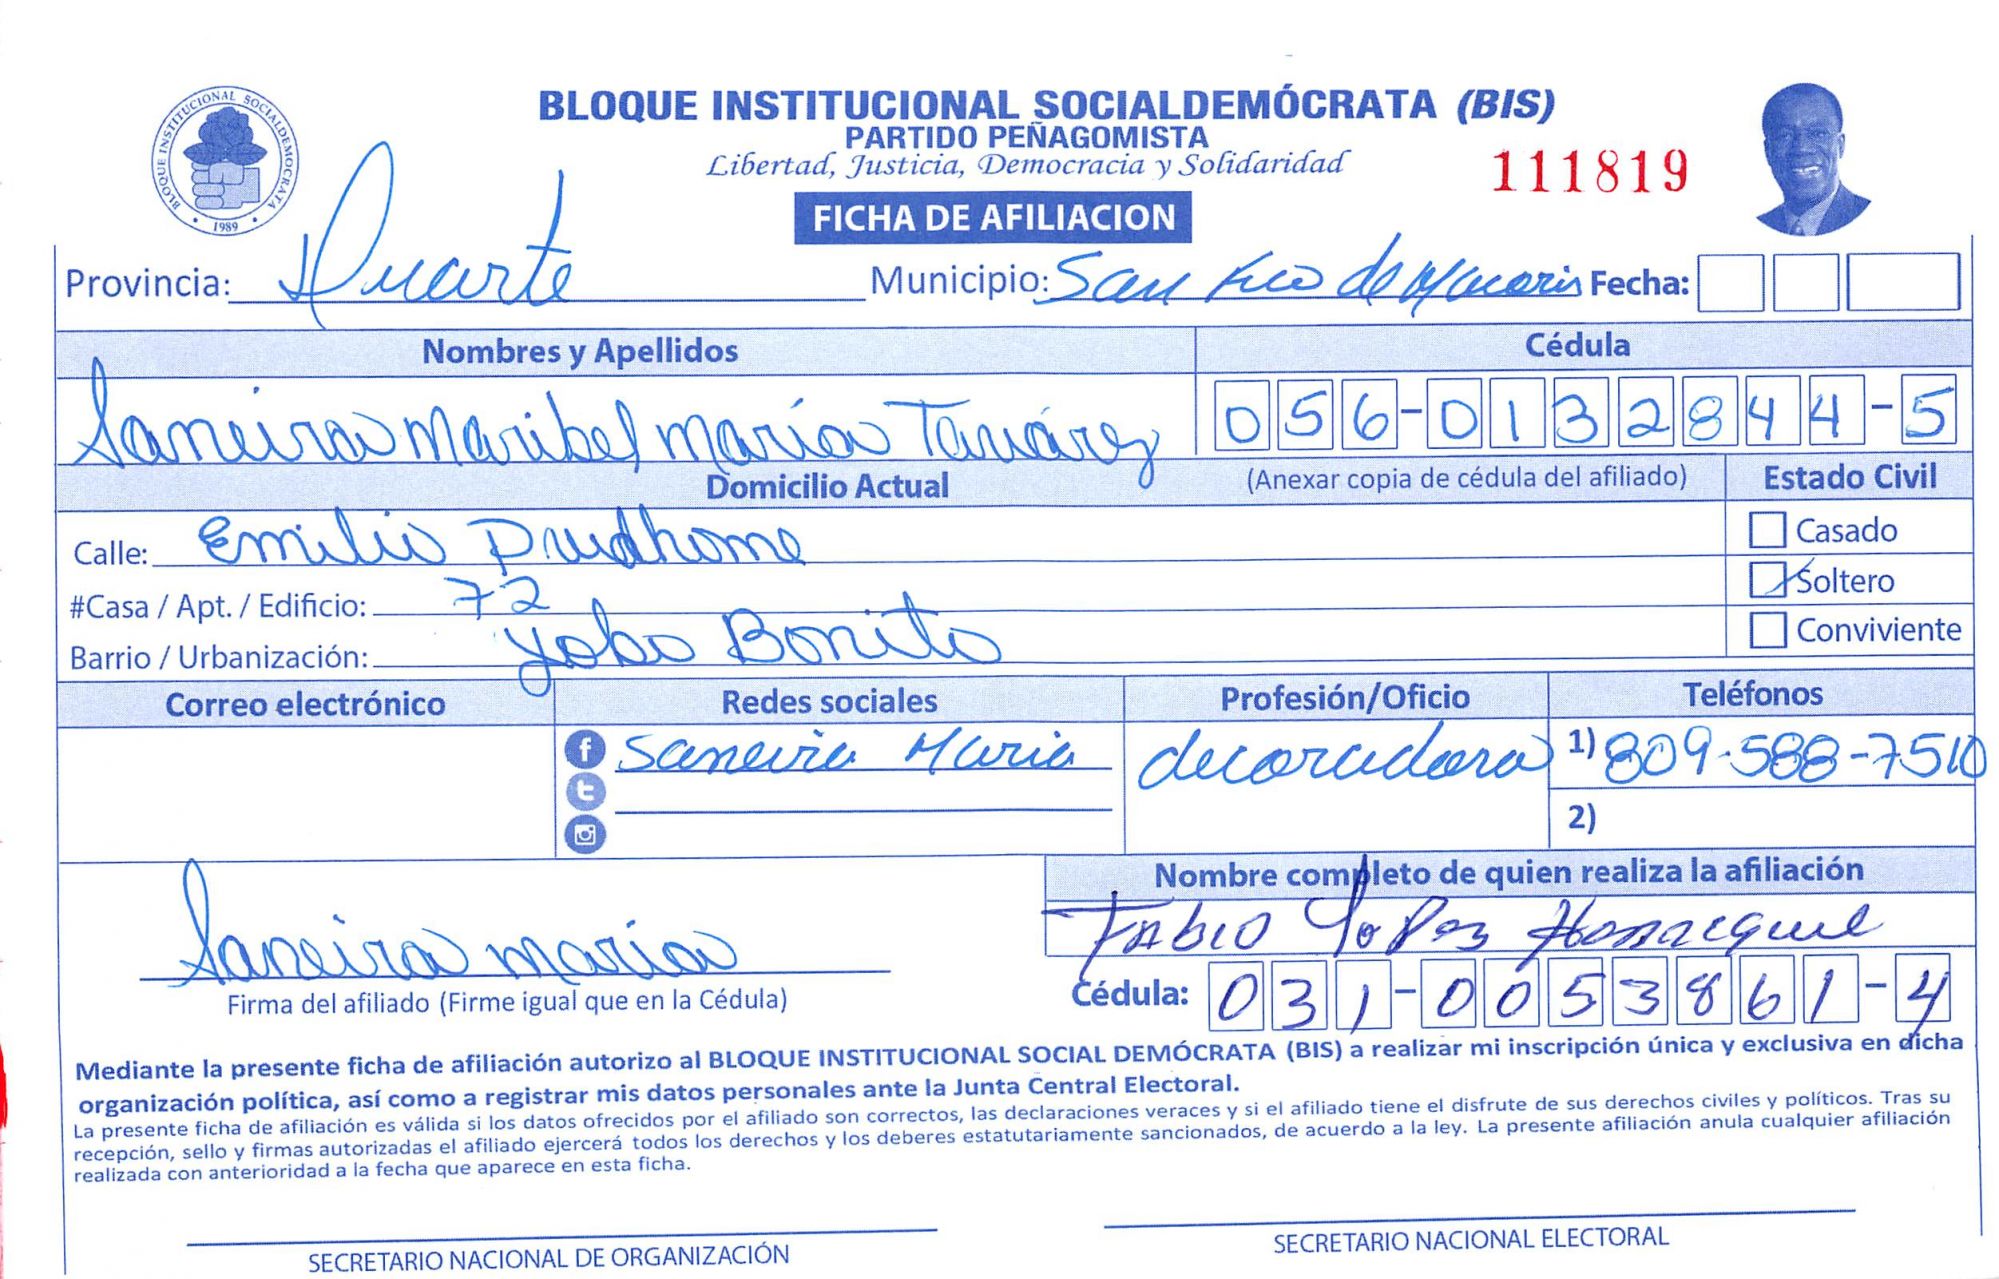 BLOQUE INSTITUCIONAL SOCIALDEMÓCRATA (BIS)
PARTIDO PEÑAGOMISTA
Libertad, Justicia, Democracia y Solidaridad
111819
BLOQUE INSTITUCIONAL SOCIALDEMOCRATA
1989
FICHA DE AFILIACION
Provincia: Duarte Municipio: San Fco de Macoris Fecha:
Nombres y Apellidos Cédula
Saneira Maribel María Tavárez 056-0132844-5
Domicilio Actual (Anexar copia de cédula del afiliado) Estado Civil
Calle: Emilio Prudhome Casado
#Casa / Apt. / Edificio: 72 Soltero
Barrio / Urbanización: Bonito Conviviente
Correo electrónico Redes sociales Profesión/Oficio Teléfonos
Saneira Maria decoradora 1) 809-588-7510
2)
Nombre completo de quien realiza la afiliación
Saneira María Fabio Lopez
Firma del afiliado (Firme igual que en la Cédula) Cédula: 031-0053861-4
Mediante la presente ficha de afiliación autorizo al BLOQUE INSTITUCIONAL SOCIAL DEMÓCRATA (BIS) a realizar mi inscripción única y exclusiva en dicha
organización política, así como a registrar mis datos personales ante la Junta Central Electoral.
La presente ficha de afiliación es válida si los datos ofrecidos por el afiliado son correctos, las declaraciones veraces y si el afiliado tiene el disfrute de sus derechos civiles y políticos. Tras su
recepción, sello y firmas autorizadas el afiliado ejercerá todos los derechos y los deberes estatutariamente sancionados, de acuerdo a la ley. La presente afiliación anula cualquier afiliación
realizada con anterioridad a la fecha que aparece en esta ficha.
SECRETARIO NACIONAL DE ORGANIZACIÓN SECRETARIO NACIONAL ELECTORAL